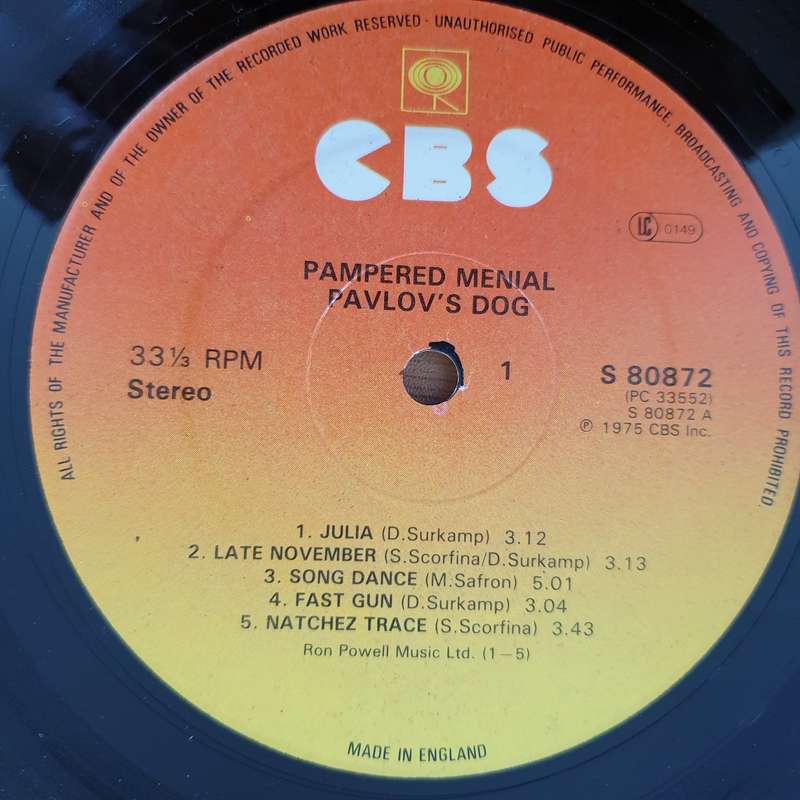 ALL RIGHTS OF THE MANUFACTURER AND OF THE OWNER OF THE RECORDED WORK RESERVED · UNAUTHORISED PUBLIC PERFORMANCE, BROADCASTING AND COPYING OF THIS RECORD PROHIBITED.
CBS
LC 0149
PAMPERED MENIAL
PAVLOV'S DOG
33⅓ RPM
Stereo
1
S 80872
(PC 33552)
S 80872 A
℗ 1975 CBS Inc.
1. JULIA (D.Surkamp) 3.12
2. LATE NOVEMBER (S.Scorfina/D.Surkamp) 3.13
3. SONG DANCE (M.Safron) 5.01
4. FAST GUN (D.Surkamp) 3.04
5. NATCHEZ TRACE (S.Scorfina) 3.43
Ron Powell Music Ltd. (1–5)
MADE IN ENGLAND